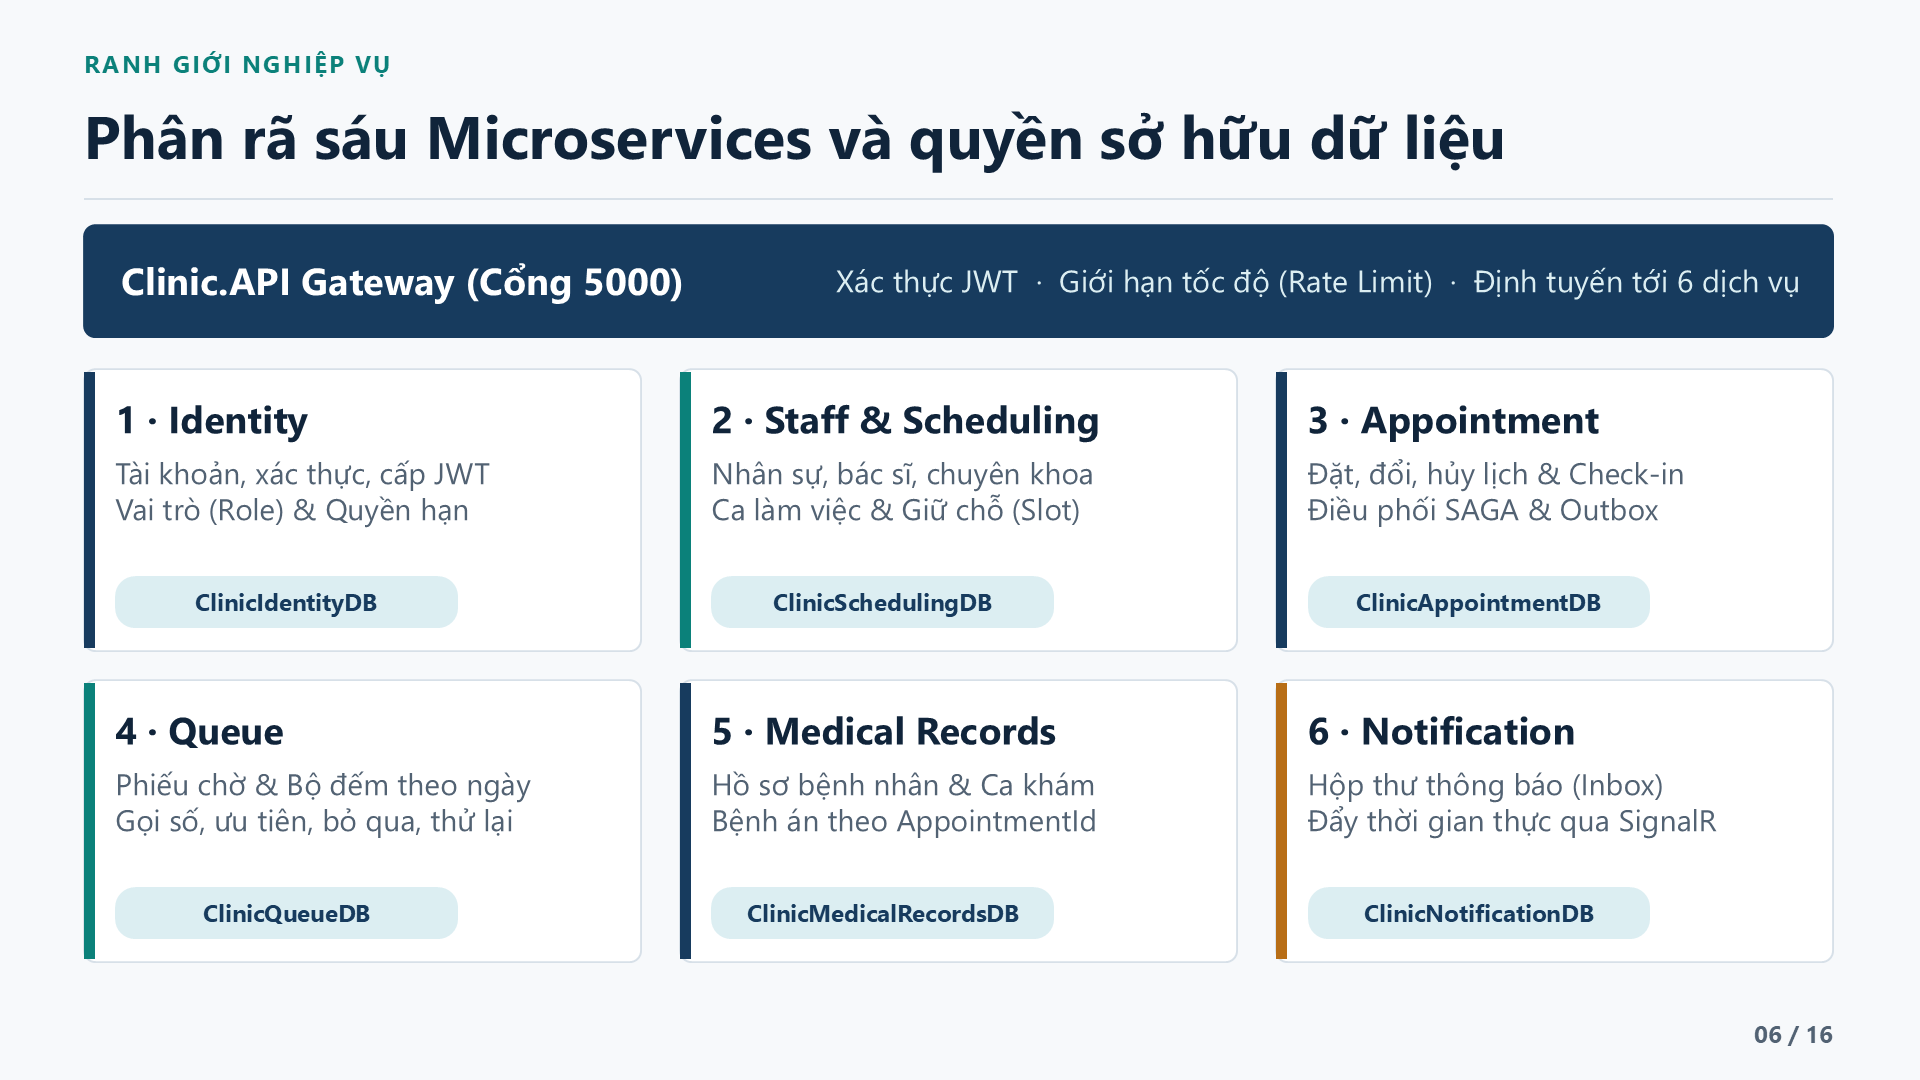 RANH GIỚI NGHIỆP VỤ
Phân rã sáu Microservices và quyền sở hữu dữ liệu
Clinic.API Gateway (Cổng 5000)
Xác thực JWT · Giới hạn tốc độ (Rate Limit) · Định tuyến tới 6 dịch vụ
1 · Identity
Tài khoản, xác thực, cấp JWT
Vai trò (Role) & Quyền hạn
ClinicIdentityDB
2 · Staff & Scheduling
Nhân sự, bác sĩ, chuyên khoa
Ca làm việc & Giữ chỗ (Slot)
ClinicSchedulingDB
3 · Appointment
Đặt, đổi, hủy lịch & Check-in
Điều phối SAGA & Outbox
ClinicAppointmentDB
4 · Queue
Phiếu chờ & Bộ đếm theo ngày
Gọi số, ưu tiên, bỏ qua, thử lại
ClinicQueueDB
5 · Medical Records
Hồ sơ bệnh nhân & Ca khám
Bệnh án theo AppointmentId
ClinicMedicalRecordsDB
6 · Notification
Hộp thư thông báo (Inbox)
Đẩy thời gian thực qua SignalR
ClinicNotificationDB
06 / 16